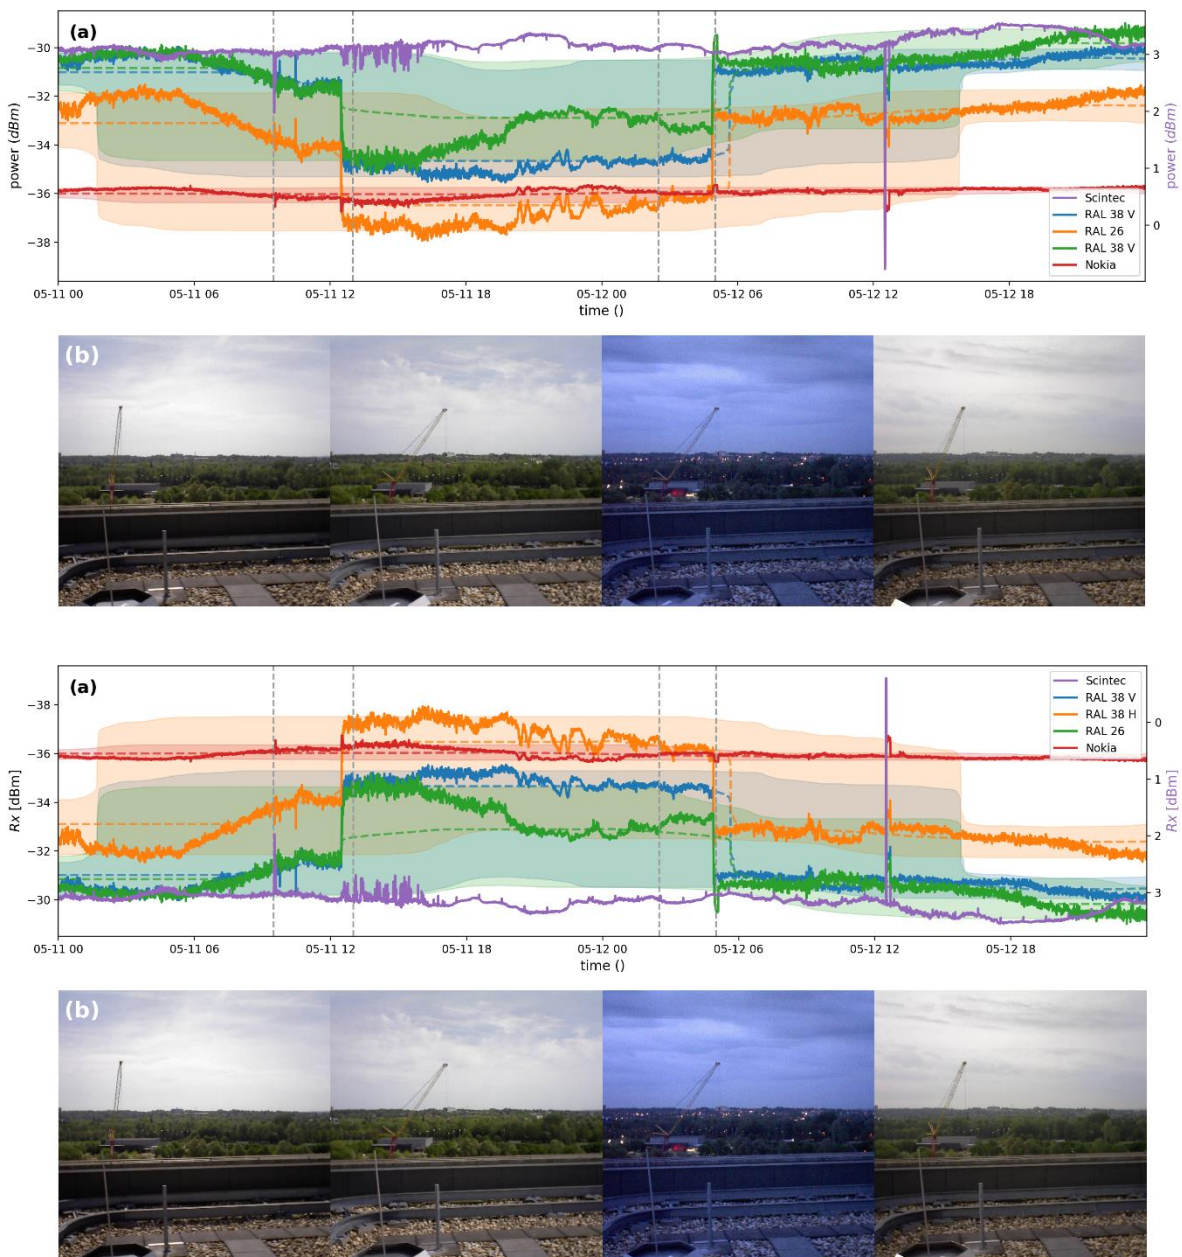 (a)
−30
−32
−34
−36
−38
power (dBm)
3
2
1
0
power (dBm)
Scintec
RAL 38 V
RAL 26
RAL 38 V
Nokia
05-11 00
05-11 06
05-11 12
05-11 18
05-12 00
05-12 06
05-12 12
05-12 18
time ()
(b)
(a)
−38
−36
−34
−32
−30
Rx [dBm]
0
1
2
3
Rx [dBm]
Scintec
RAL 38 V
RAL 38 H
RAL 26
Nokia
05-11 00
05-11 06
05-11 12
05-11 18
05-12 00
05-12 06
05-12 12
05-12 18
time ()
(b)